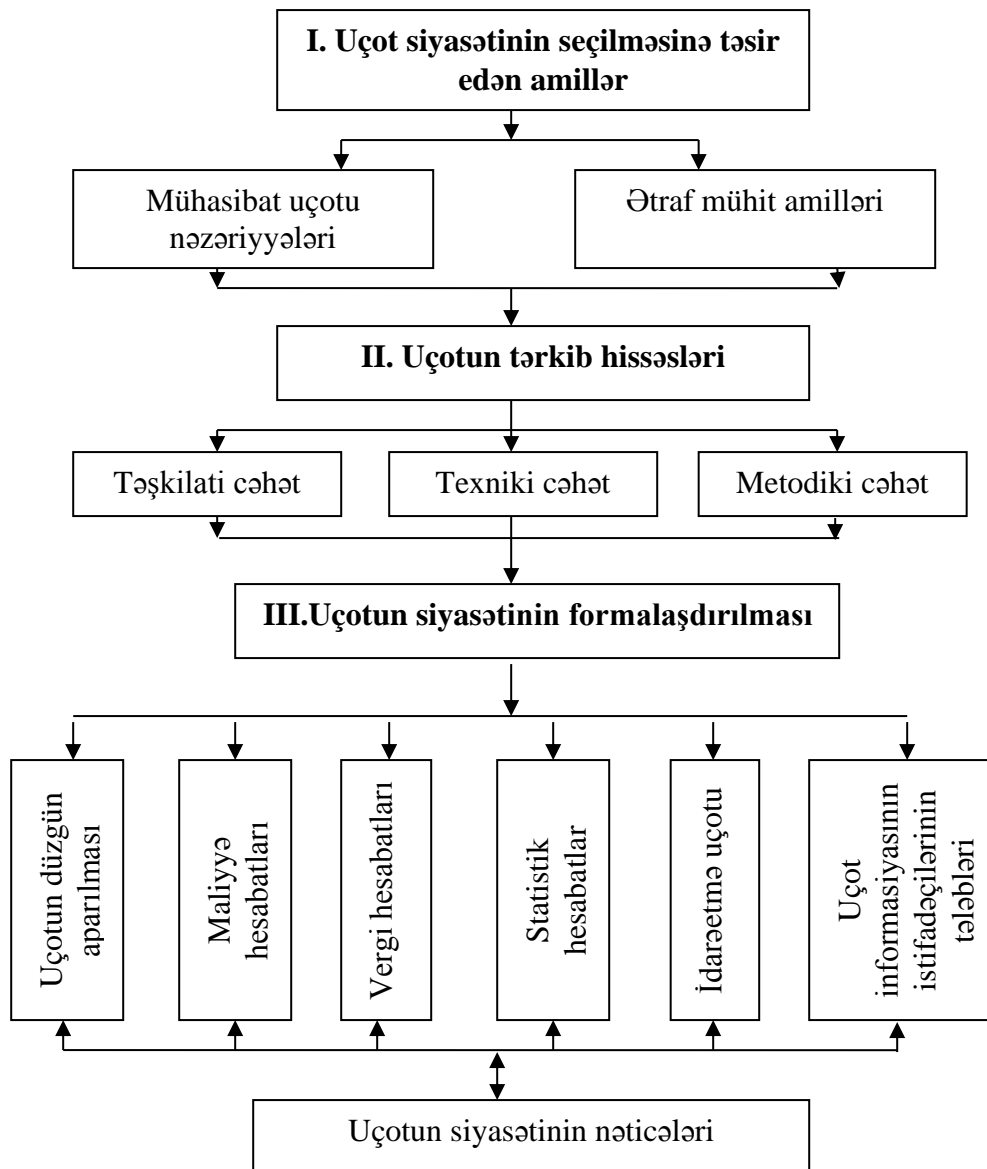 I. Uçot siyasətinin seçilməsinə təsir
edən amillər
Mühasibat uçotu
nəzəriyyələri
Ətraf mühit amilləri
II. Uçotun tərkib hissəsləri
Təşkilati cəhət
Texniki cəhət
Metodiki cəhət
III.Uçotun siyasətinin formalaşdırılması
Uçotun düzgün
aparılması
Maliyyə
hesabatları
Vergi hesabatları
Statistik
hesabatlar
İdarəetmə uçotu
Uçot
informasiyasının
istifadəçilərinin
tələbləri
Uçotun siyasətinin nəticələri